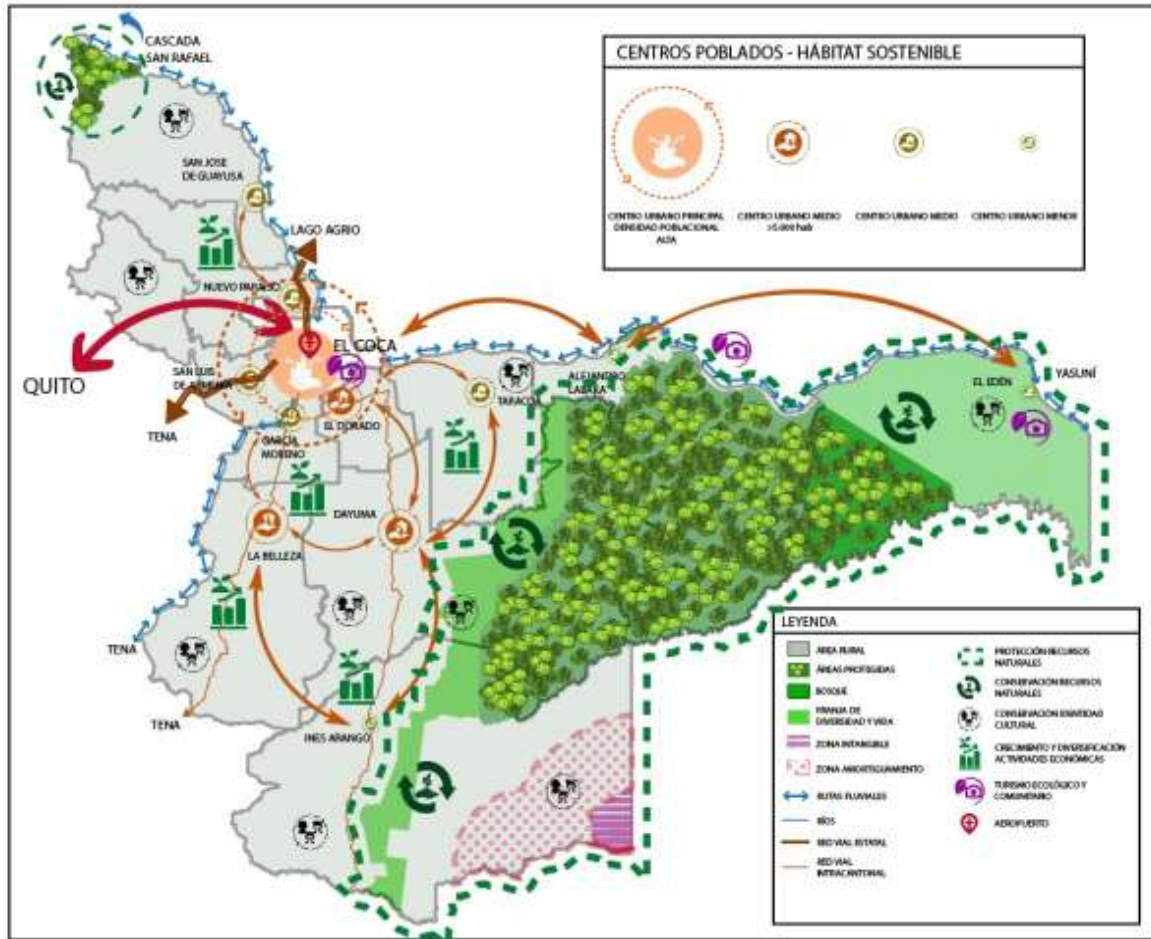 CASCADA
SAN RAFAEL
SAN JOSE
DE GUAYUSA
LAGO AGRIO
NUEVO PARAISO
EL COCA
QUITO
SAN LUIS
TENA
GARCIA
MORENO
EL DORADO
TARACOA
ALEJANDRO
LABAKA
EL EDÉN
YASUNÍ
DAYUMA
LA BELLEZA
TENA
TENA
INES ARANGO
CENTROS POBLADOS - HÁBITAT SOSTENIBLE
CENTRO URBANO PRINCIPAL
DENSIDAD POBLACIONAL
ALTA
CENTRO URBANO MEDIO
>5.000 hab
CENTRO URBANO MEDIO
CENTRO URBANO MENOR
LEYENDA
ÁREA RURAL
ÁREAS PROTEGIDAS
BOSQUE
FRANJA DE
DIVERSIDAD Y VIDA
ZONA INTANGIBLE
ZONA AMORTIGUAMIENTO
RUTAS FLUVIALES
RÍOS
RED VIAL ESTATAL
RED VIAL
INTRACANTONAL
PROTECCIÓN RECURSOS
NATURALES
CONSERVACIÓN RECURSOS
NATURALES
CONSERVACIÓN IDENTIDAD
CULTURAL
CRECIMIENTO Y DIVERSIFICACIÓN
ACTIVIDADES ECONÓMICAS
TURISMO ECOLÓGICO Y
COMUNITARIO
AEROPUERTO